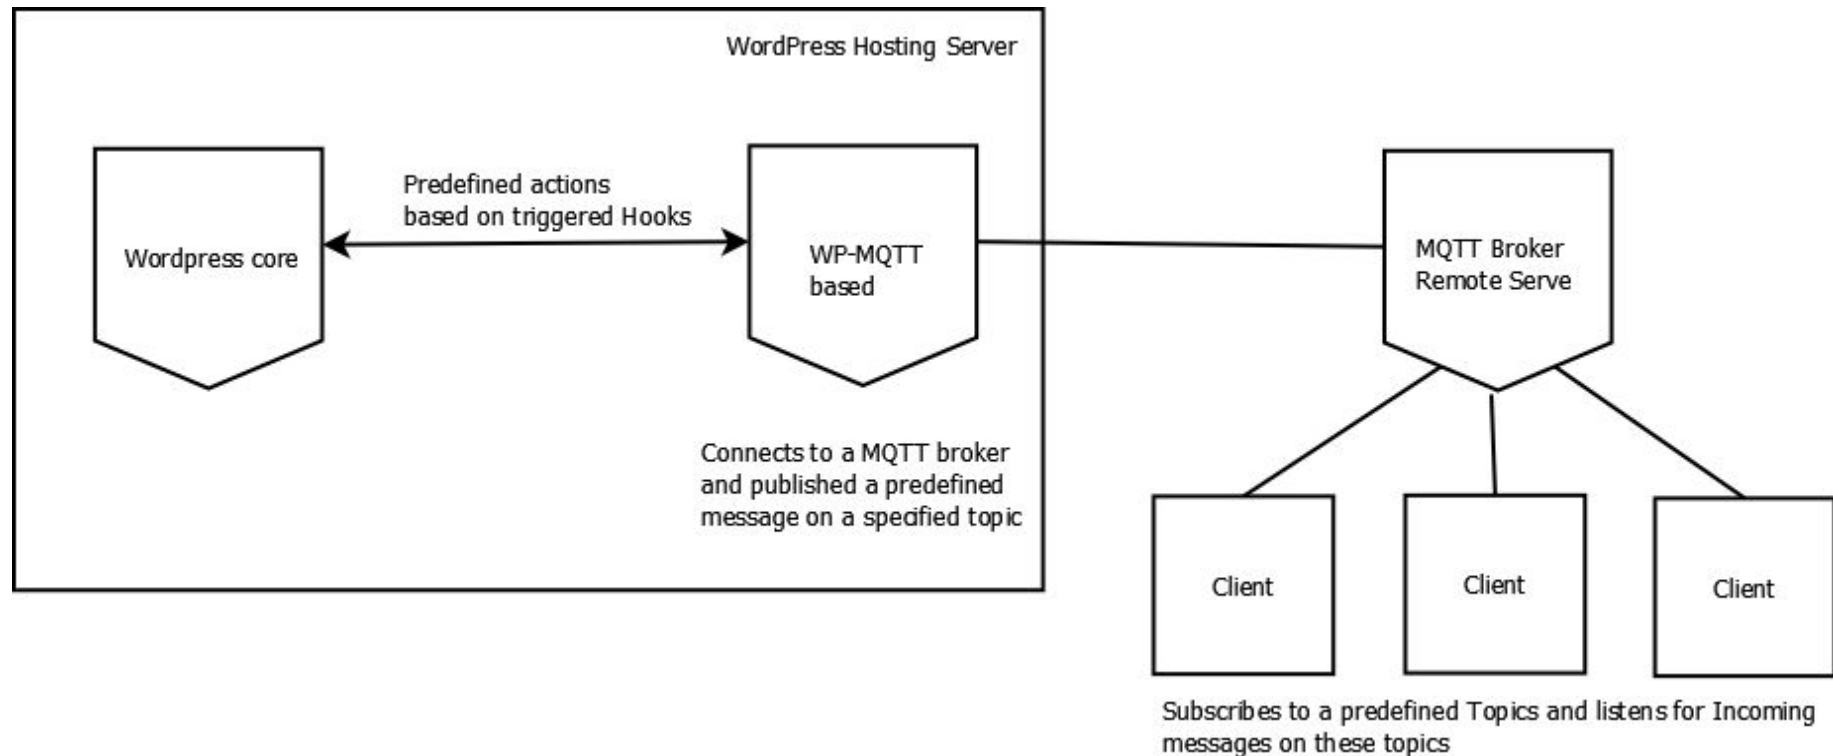 WordPress Hosting Server
Predefined actions
based on triggered Hooks
Wordpress core
WP-MQTT
based
MQTT Broker
Remote Serve
Connects to a MQTT broker
and published a predefined
message on a specified topic
Client
Client
Client
Subscribes to a predefined Topics and listens for Incoming
messages on these topics